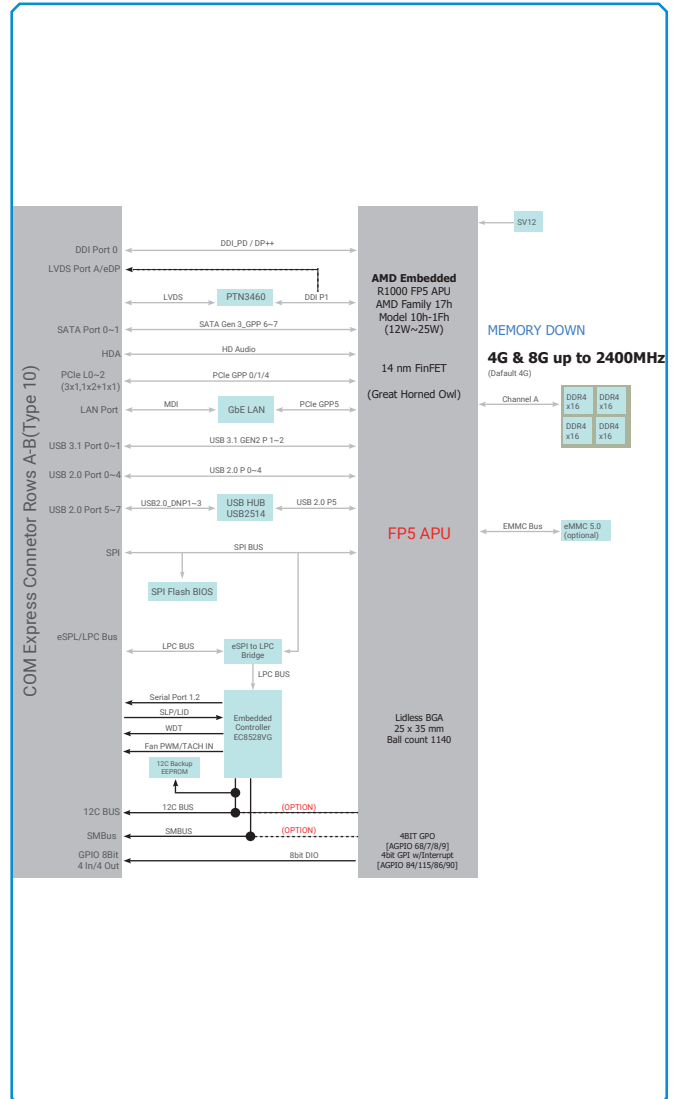 COM Express Connetor Rows A-B(Type 10)
DDI Port 0
LVDS Port A/eDP
SATA Port 0~1
HDA
PCIe L0~2
(3x1,1x2+1x1)
LAN Port
USB 3.1 Port 0~1
USB 2.0 Port 0~4
USB 2.0 Port 5~7
SPI
eSPL/LPC Bus
12C BUS
SMBus
GPIO 8Bit
4 In/4 Out
DDI_PD / DP++
LVDS
PTN3460
DDI P1
SATA Gen 3_GPP 6~7
HD Audio
PCIe GPP 0/1/4
MDI
GbE LAN
PCIe GPP5
USB 3.1 GEN2 P 1~2
USB 2.0 P 0~4
USB2.0_DNP1~3
USB HUB
USB2514
USB 2.0 P5
SPI BUS
SPI Flash BIOS
LPC BUS
eSPI to LPC
Bridge
LPC BUS
Serial Port 1.2
SLP/LID
WDT
Fan PWM/TACH IN
Embedded
Controller
EC8528VG
12C Backup
EEPROM
12C BUS
(OPTION)
SMBUS
(OPTION)
8bit DIO
AMD Embedded
R1000 FP5 APU
AMD Family 17h
Model 10h-1Fh
(12W~25W)
14 nm FinFET
(Great Horned Owl)
FP5 APU
Lidless BGA
25 x 35 mm
Ball count 1140
4BIT GPO
[AGPIO 68/7/8/9]
4bit GPI w/Interrupt
[AGPIO 84/115/86/90]
SV12
MEMORY DOWN
4G & 8G up to 2400MHz
(Dafault 4G)
Channel A
DDR4
x16
DDR4
x16
DDR4
x16
DDR4
x16
EMMC Bus
eMMC 5.0
(optional)